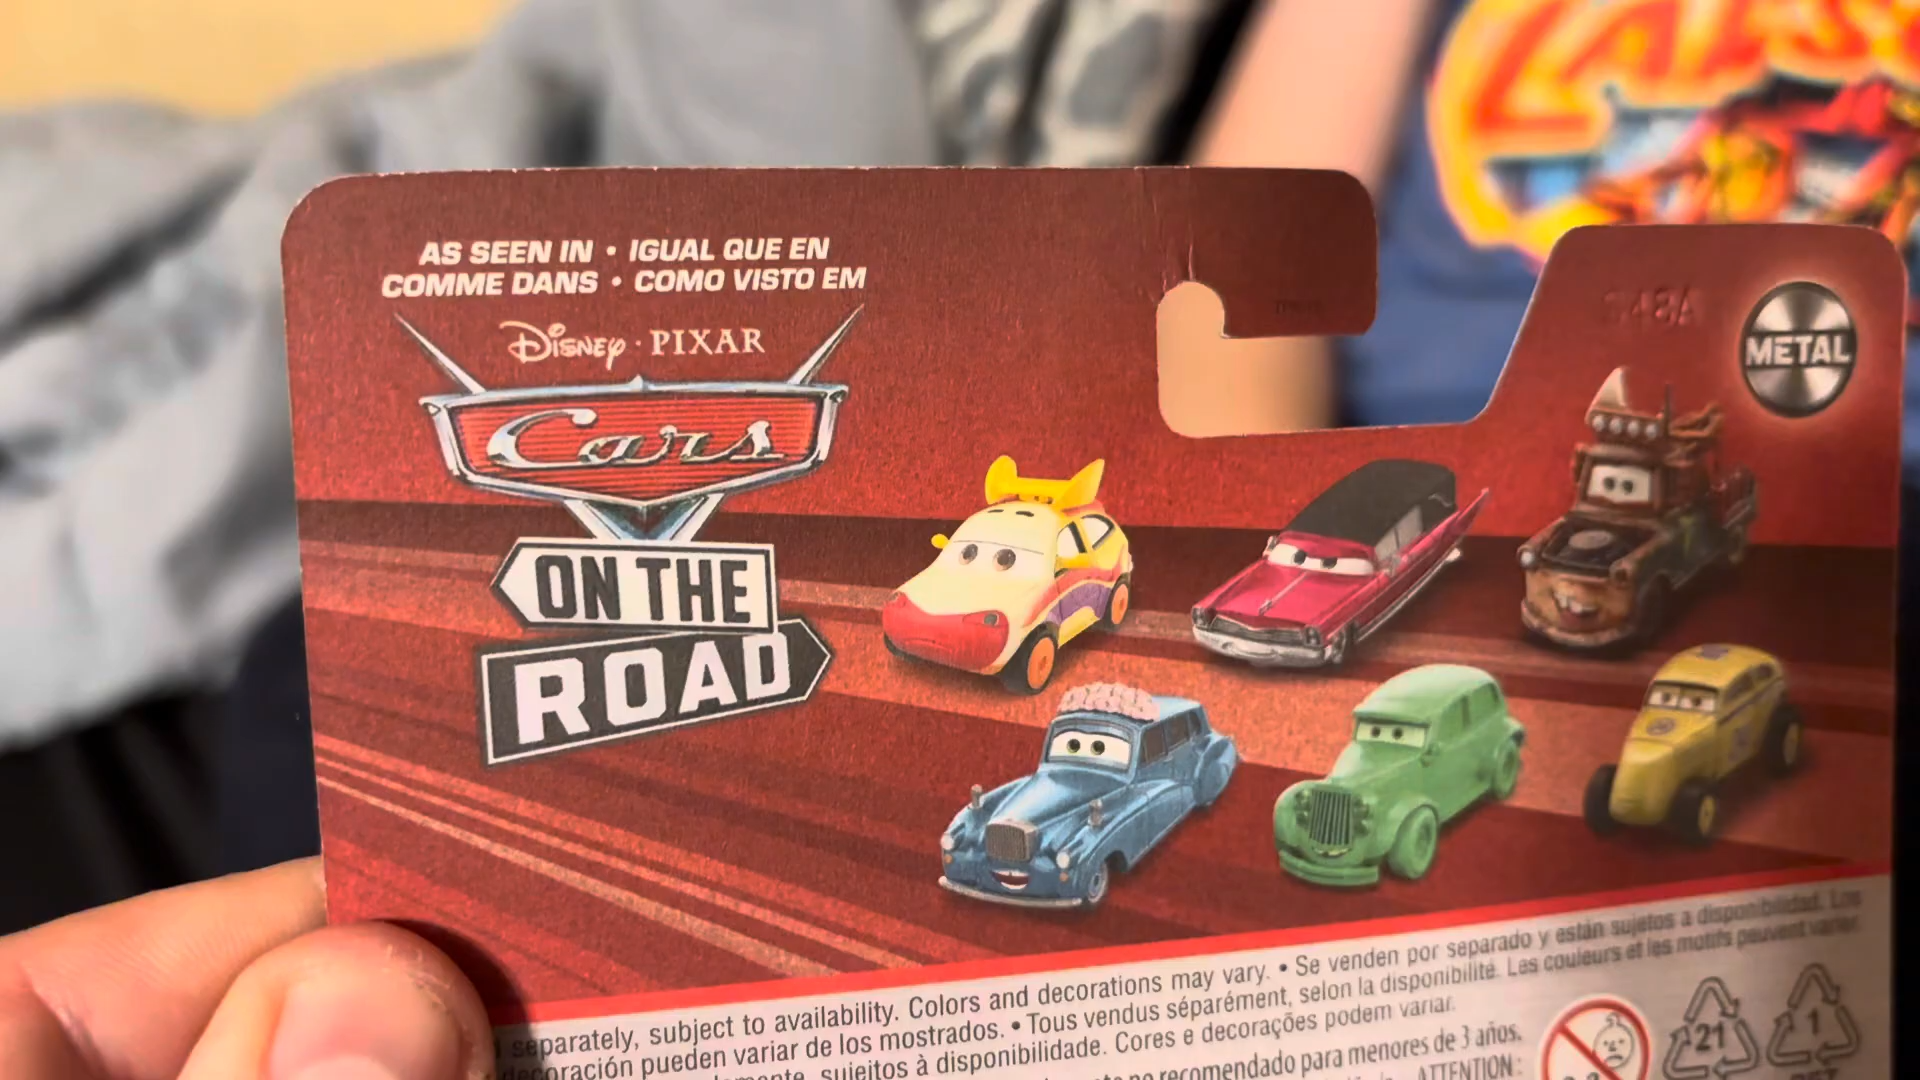 AS SEEN IN • IGUAL QUE EN
COMME DANS • COMO VISTO EM
Disney • PIXAR
Cars
ON THE
ROAD
METAL
separately, subject to availability. Colors and decorations may vary. • Se venden por separado y están sujetos a disponibilidad. Los
decoración pueden variar de los mostrados. • Tous vendus séparément, selon la disponibilité. Les couleurs et les motifs peuvent varier.
sujeitos à disponibilidade. Cores e decorações podem variar.
no recomendado para menores de 3 años.
ATTENTION :
21
1